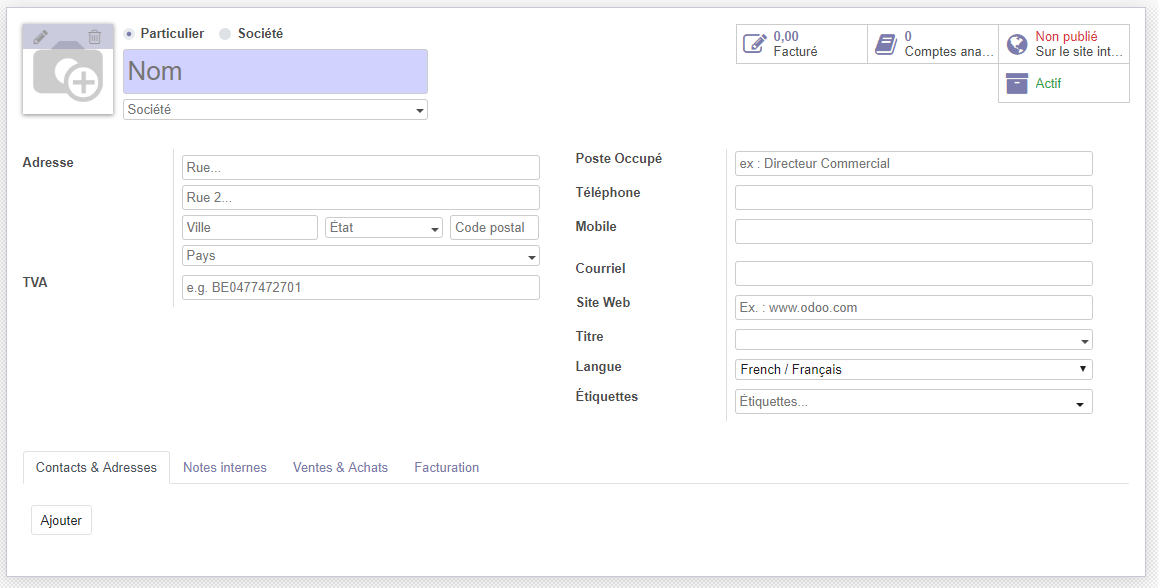 Particulier Société
Nom
Société
0,00
Facturé
0
Comptes ana...
Non publié
Sur le site int...
Actif
Adresse
Rue...
Rue 2...
Ville État Code postal
Pays
TVA e.g. BE0477472701
Poste Occupé ex : Directeur Commercial
Téléphone
Mobile
Courriel
Site Web Ex. : www.odoo.com
Titre
Langue French / Français
Étiquettes Étiquettes...
Contacts & Adresses Notes internes Ventes & Achats Facturation
Ajouter